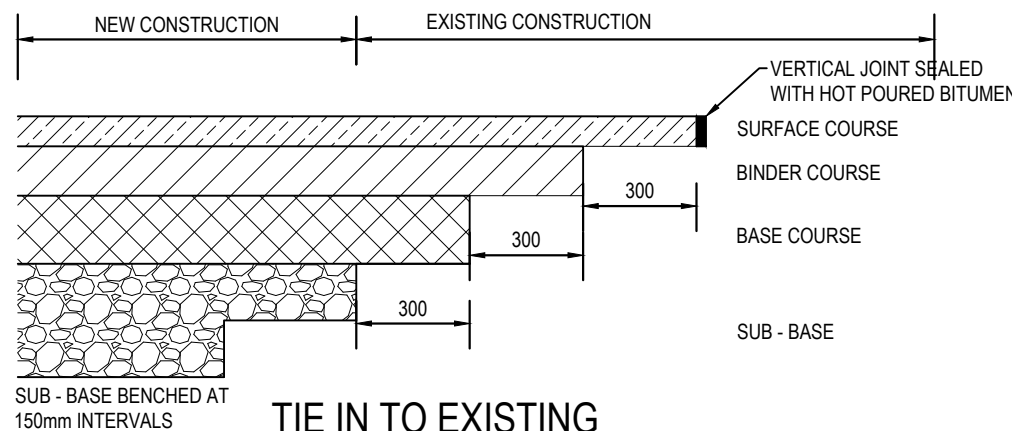 NEW CONSTRUCTION
EXISTING CONSTRUCTION
VERTICAL JOINT SEALED
WITH HOT POURED BITUMEN
SURFACE COURSE
BINDER COURSE
300
BASE COURSE
300
300
SUB - BASE
SUB - BASE BENCHED AT
150mm INTERVALS
TIE IN TO EXISTING